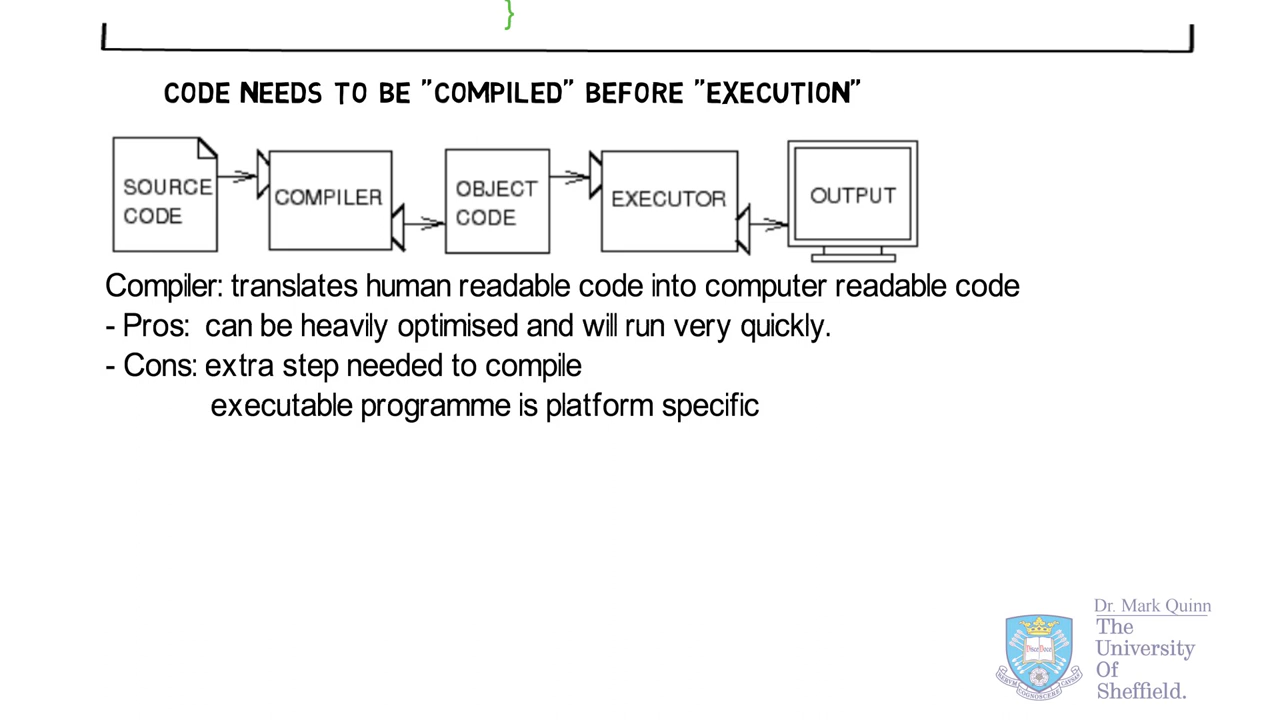 }
CODE NEEDS TO BE "COMPILED" BEFORE "EXECUTION"
SOURCE
CODE
COMPILER
OBJECT
CODE
EXECUTOR
OUTPUT
Compiler: translates human readable code into computer readable code
- Pros: can be heavily optimised and will run very quickly.
- Cons: extra step needed to compile
executable programme is platform specific
Dr. Mark Quinn
The
University
Of
Sheffield.